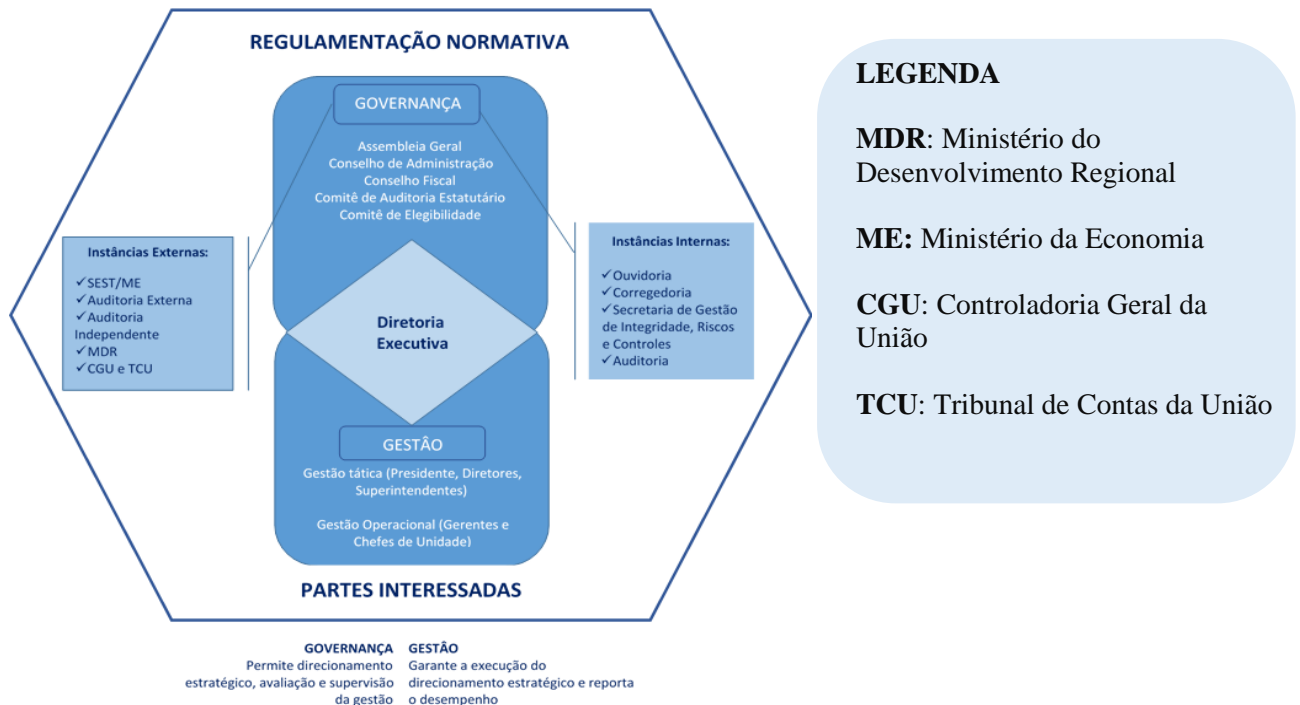 REGULAMENTAÇÃO NORMATIVA
GOVERNANÇA
Assembleia Geral
Conselho de Administração
Conselho Fiscal
Comitê de Auditoria Estatutário
Comitê de Elegibilidade
Instâncias Externas:
✓SEST/ME
✓Auditoria Externa
✓Auditoria
Independente
✓MDR
✓CGU e TCU
Diretoria
Executiva
Instâncias Internas:
✓Ouvidoria
✓Corregedoria
✓Secretaria de Gestão
de Integridade, Riscos
e Controles
✓Auditoria
GESTÃO
Gestão tática (Presidente, Diretores,
Superintendentes)
Gestão Operacional (Gerentes e
Chefes de Unidade)
PARTES INTERESSADAS
GOVERNANÇA
Permite direcionamento
estratégico, avaliação e supervisão
da gestão
GESTÃO
Garante a execução do
direcionamento estratégico e reporta
o desempenho
LEGENDA
MDR: Ministério do
Desenvolvimento Regional
ME: Ministério da Economia
CGU: Controladoria Geral da
União
TCU: Tribunal de Contas da União